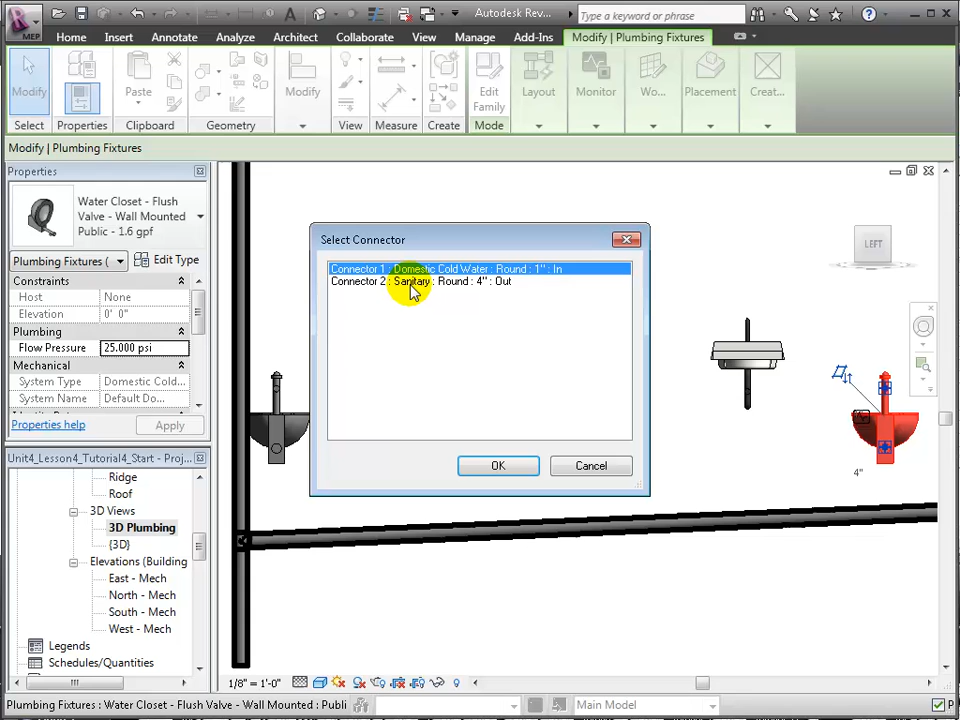 Autodesk Rev...
Type a keyword or phrase
MEP
Home Insert Annotate Analyze Architect Collaborate View Manage Add-Ins Modify | Plumbing Fixtures
Modify Paste Modify Edit Family Layout Monitor Wo... Placement Creat...
Select Properties Clipboard Geometry View Measure Create Mode
Modify | Plumbing Fixtures
Properties
Water Closet - Flush
Valve - Wall Mounted
Public - 1.6 gpf
Plumbing Fixtures ( Edit Type
Constraints
Host None
Elevation 0' 0"
Plumbing
Flow Pressure 25.000 psi
Mechanical
System Type Domestic Cold...
System Name Default Do...
Properties help Apply
Unit4_Lesson4_Tutorial4_Start - Proj...
Ridge
Roof
3D Views
3D Plumbing
{3D}
Elevations (Building
East - Mech
North - Mech
South - Mech
West - Mech
Legends
Schedules/Quantities
Select Connector
Connector 1 : Domestic Cold Water : Round : 1" : In
Connector 2 : Sanitary : Round : 4" : Out
OK Cancel
LEFT
4"
1/8" = 1'-0"
Plumbing Fixtures : Water Closet - Flush Valve - Wall Mounted : Publi
Main Model
P